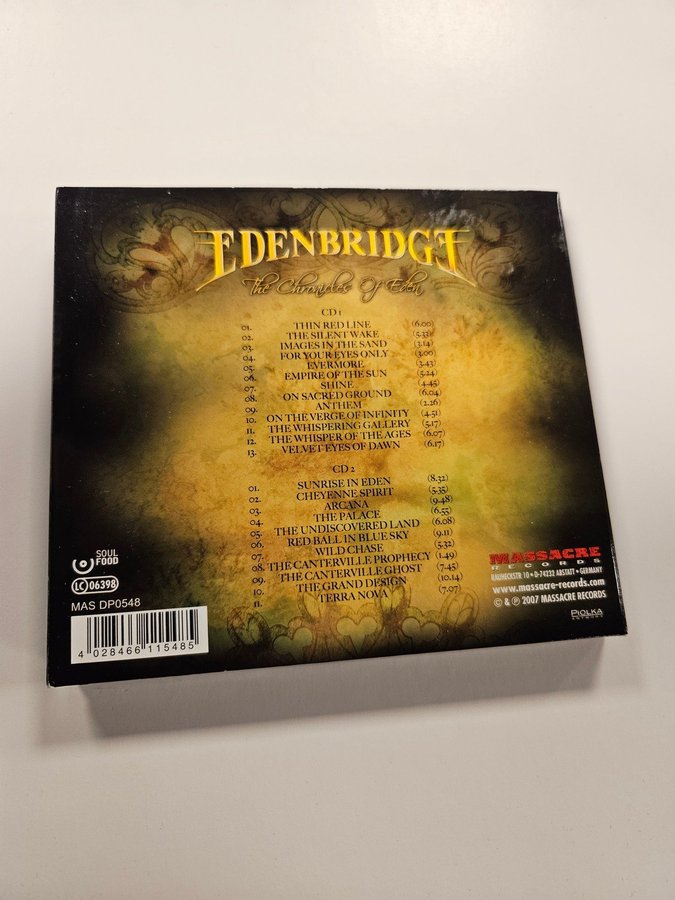 EDENBRIDGE
The Chronicles Of Eden
CD 1
01. THIN RED LINE (6.00)
02. THE SILENT WAKE (5.33)
03. IMAGES IN THE SAND (3.14)
04. FOR YOUR EYES ONLY (3.00)
05. EVERMORE (3.43)
06. EMPIRE OF THE SUN (5.24)
07. SHINE (4.45)
08. ON SACRED GROUND (6.04)
09. ANTHEM (2.26)
10. ON THE VERGE OF INFINITY (4.51)
11. THE WHISPERING GALLERY (5.17)
12. THE WHISPER OF THE AGES (6.07)
13. VELVET EYES OF DAWN (6.17)
CD 2
01. SUNRISE IN EDEN (8.32)
02. CHEYENNE SPIRIT (5.35)
03. ARCANA (9.48)
04. THE PALACE (6.55)
05. THE UNDISCOVERED LAND (6.08)
06. RED BALL IN BLUE SKY (9.11)
07. WILD CHASE (5.32)
08. THE CANTERVILLE PROPHECY (1.49)
09. THE CANTERVILLE GHOST (7.45)
10. THE GRAND DESIGN (10.14)
11. TERRA NOVA (7.07)
SOUL
FOOD
LC 06398
MAS DP0548
4 028466 115485
MASSACRE
RECORDS
RAUHECKSTR 10 • D-74232 ABSTATT • GERMANY
www.massacre-records.com
© & ℗ 2007 MASSACRE RECORDS
PIOLKA